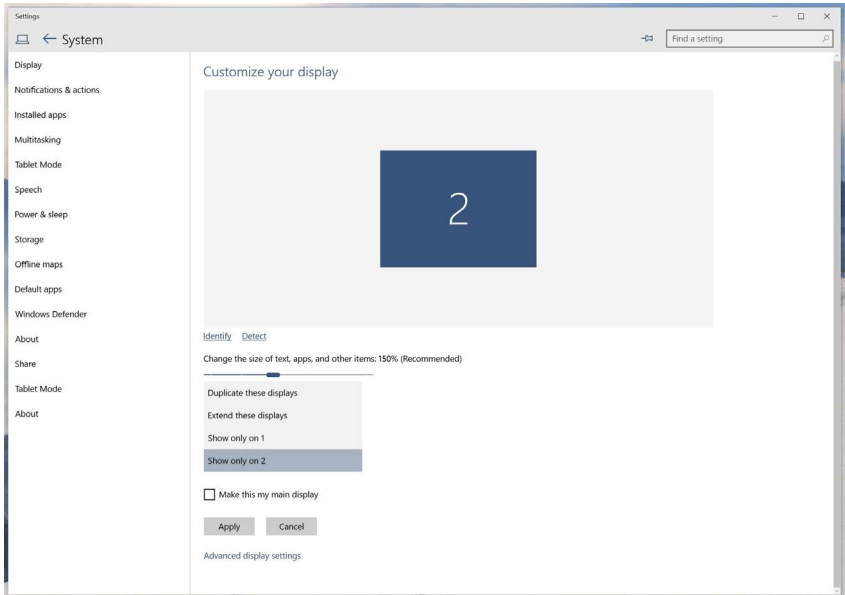 Settings
System
Find a setting
Display
Notifications & actions
Installed apps
Multitasking
Tablet Mode
Speech
Power & sleep
Storage
Offline maps
Default apps
Windows Defender
About
Share
Tablet Mode
About
Customize your display
2
Identify Detect
Change the size of text, apps, and other items: 150% (Recommended)
Duplicate these displays
Extend these displays
Show only on 1
Show only on 2
Make this my main display
Apply Cancel
Advanced display settings